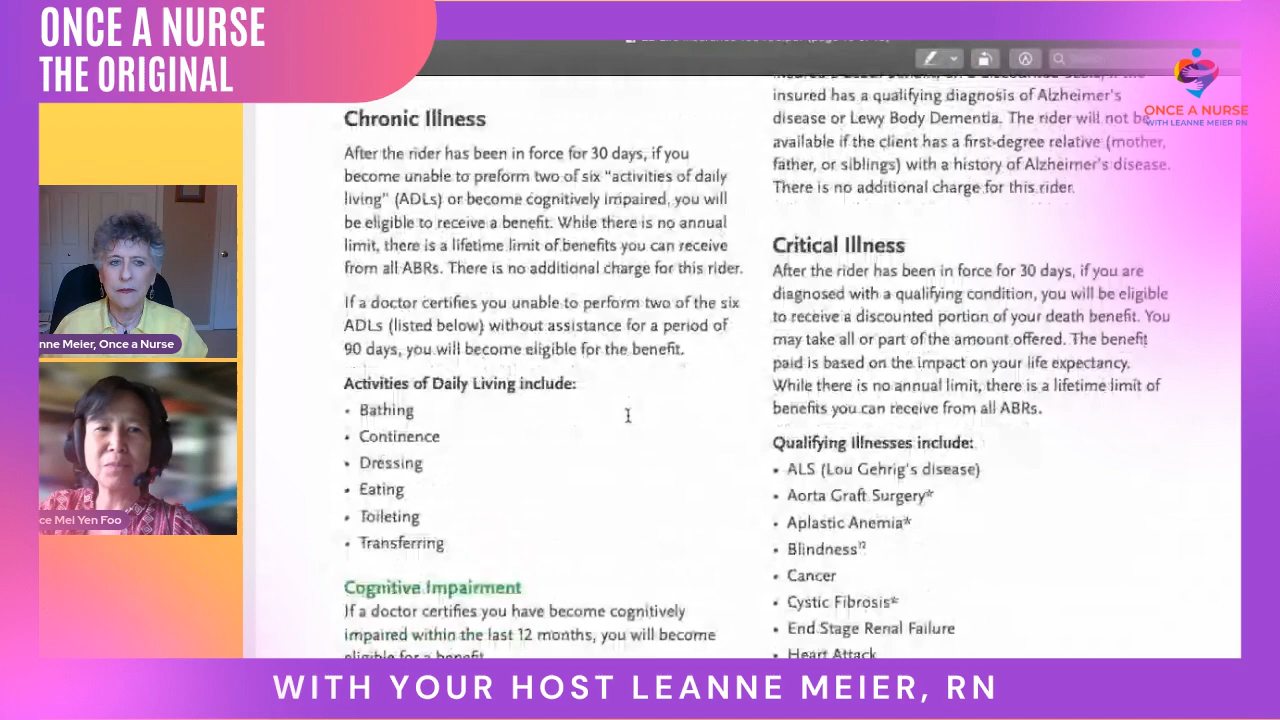 ONCE A NURSE
THE ORIGINAL
ONCE A NURSE
WITH LEANNE MEIER RN
nne Meier, Once a Nurse
ce Mei Yen Foo
Chronic Illness
After the rider has been in force for 30 days, if you
become unable to preform two of six “activities of daily
living” (ADLs) or become cognitively impaired, you will
be eligible to receive a benefit. While there is no annual
limit, there is a lifetime limit of benefits you can receive
from all ABRs. There is no additional charge for this rider.
If a doctor certifies you unable to perform two of the six
ADLs (listed below) without assistance for a period of
90 days, you will become eligible for the benefit.
Activities of Daily Living include:
• Bathing
• Continence
• Dressing
• Eating
• Toileting
• Transferring
Cognitive Impairment
If a doctor certifies you have become cognitively
impaired within the last 12 months, you will become
eligible for a benefit
insured has a qualifying diagnosis of Alzheimer's
disease or Lewy Body Dementia. The rider will not be
available if the client has a first-degree relative (mother,
father, or siblings) with a history of Alzheimer's disease.
There is no additional charge for this rider.
Critical Illness
After the rider has been in force for 30 days, if you are
diagnosed with a qualifying condition, you will be eligible
to receive a discounted portion of your death benefit. You
may take all or part of the amount offered. The benefit
paid is based on the impact on your life expectancy.
While there is no annual limit, there is a lifetime limit of
benefits you can receive from all ABRs.
Qualifying Illnesses include:
• ALS (Lou Gehrig's disease)
• Aorta Graft Surgery*
• Aplastic Anemia*
• Blindness
• Cancer
• Cystic Fibrosis*
• End Stage Renal Failure
• Heart Attack
WITH YOUR HOST LEANNE MEIER, RN